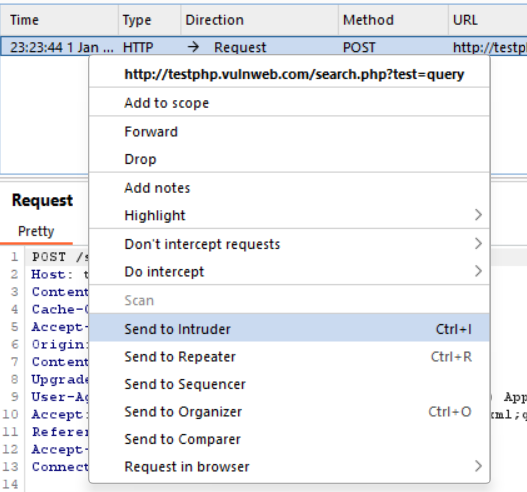 Time Type Direction Method URL
23:23:44 1 Jan ... HTTP → Request POST http://testp
http://testphp.vulnweb.com/search.php?test=query
Add to scope
Forward
Drop
Add notes
Highlight
Don't intercept requests
Do intercept
Scan
Send to Intruder Ctrl+I
Send to Repeater Ctrl+R
Send to Sequencer
Send to Organizer Ctrl+O
Send to Comparer
Request in browser
Request
Pretty
1 POST /s
2 Host: t
3 Content
4 Cache-C
5 Accept-
6 Origin:
7 Content
8 Upgrade
9 User-Ag ) App
10 Accept: xml;q
11 Referer
12 Accept-
13 Connect
14